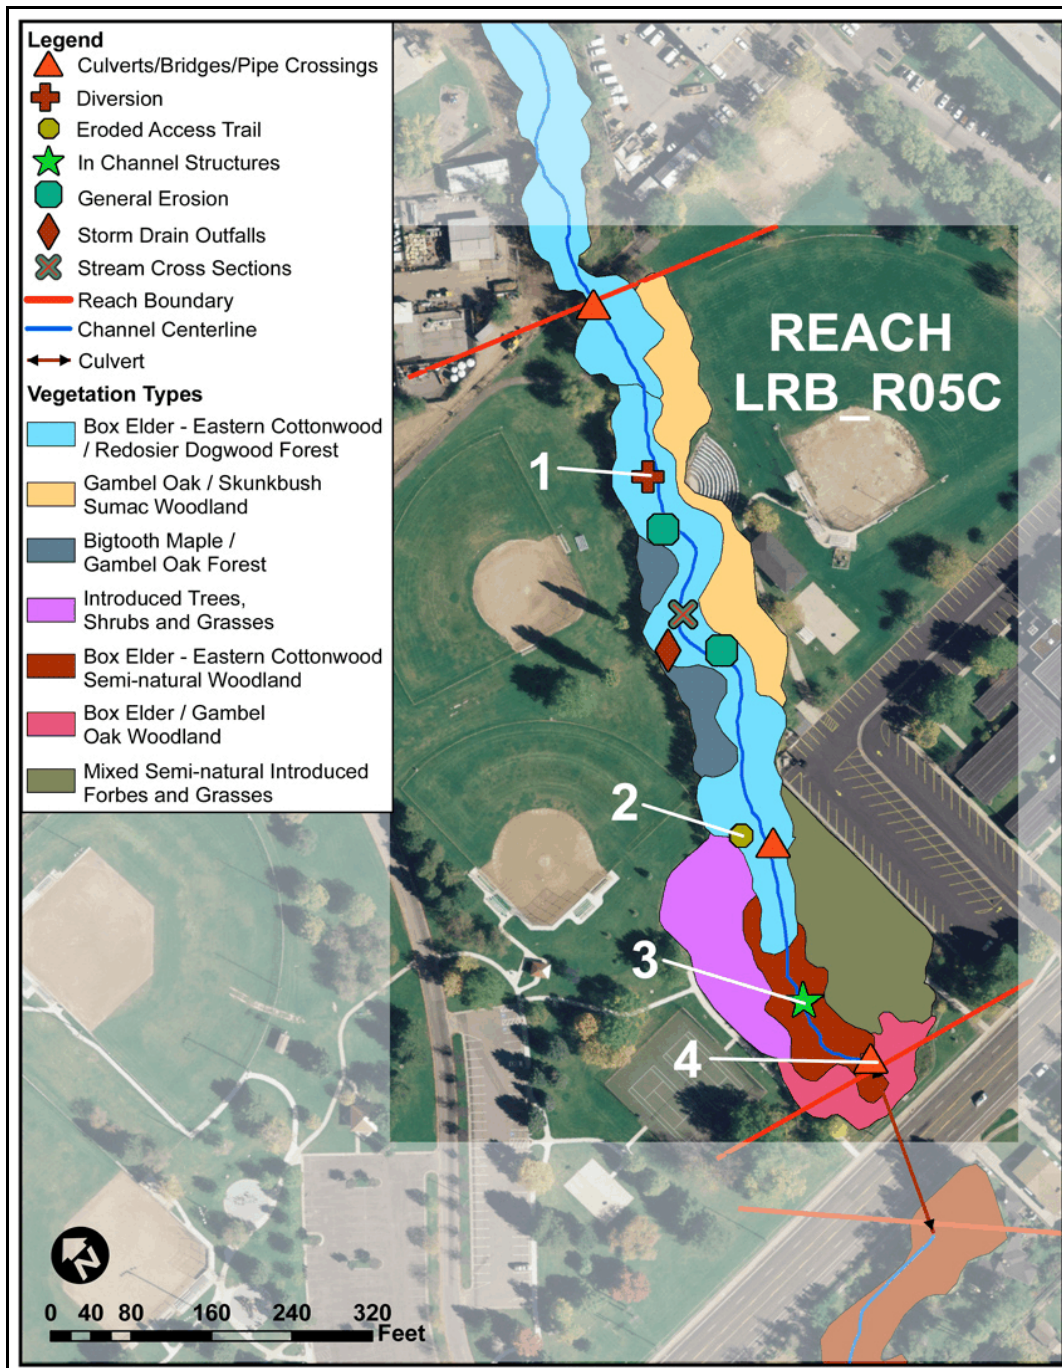 Legend
Culverts/Bridges/Pipe Crossings
Diversion
Eroded Access Trail
In Channel Structures
General Erosion
Storm Drain Outfalls
Stream Cross Sections
Reach Boundary
Channel Centerline
Culvert
Vegetation Types
Box Elder - Eastern Cottonwood
/ Redosier Dogwood Forest
Gambel Oak / Skunkbush
Sumac Woodland
Bigtooth Maple /
Gambel Oak Forest
Introduced Trees,
Shrubs and Grasses
Box Elder - Eastern Cottonwood
Semi-natural Woodland
Box Elder / Gambel
Oak Woodland
Mixed Semi-natural Introduced
Forbes and Grasses
REACH
LRB_R05C
1
2
3
4
N
0 40 80 160 240 320
Feet